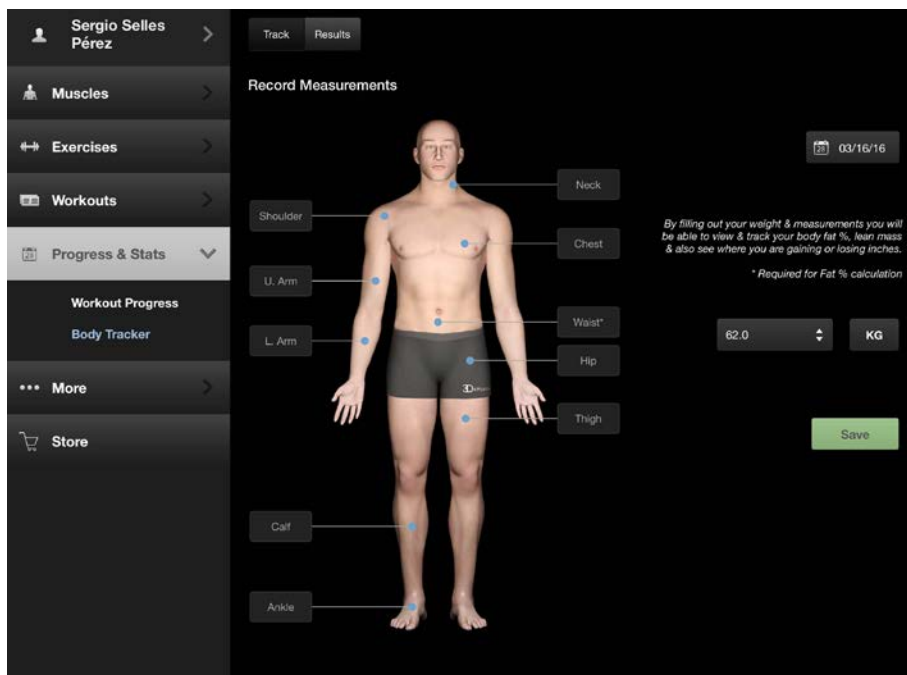 Sergio Selles
Pérez
Muscles
Exercises
Workouts
Progress & Stats
Workout Progress
Body Tracker
More
Store
Track
Results
Record Measurements
Neck
Shoulder
Chest
U. Arm
Waist*
L. Arm
Hip
Thigh
Calf
Ankle
03/16/16
By filling out your weight & measurements you will
be able to view & track your body fat %, lean mass
& also see where you are gaining or losing inches.
* Required for Fat % calculation
62.0
KG
Save